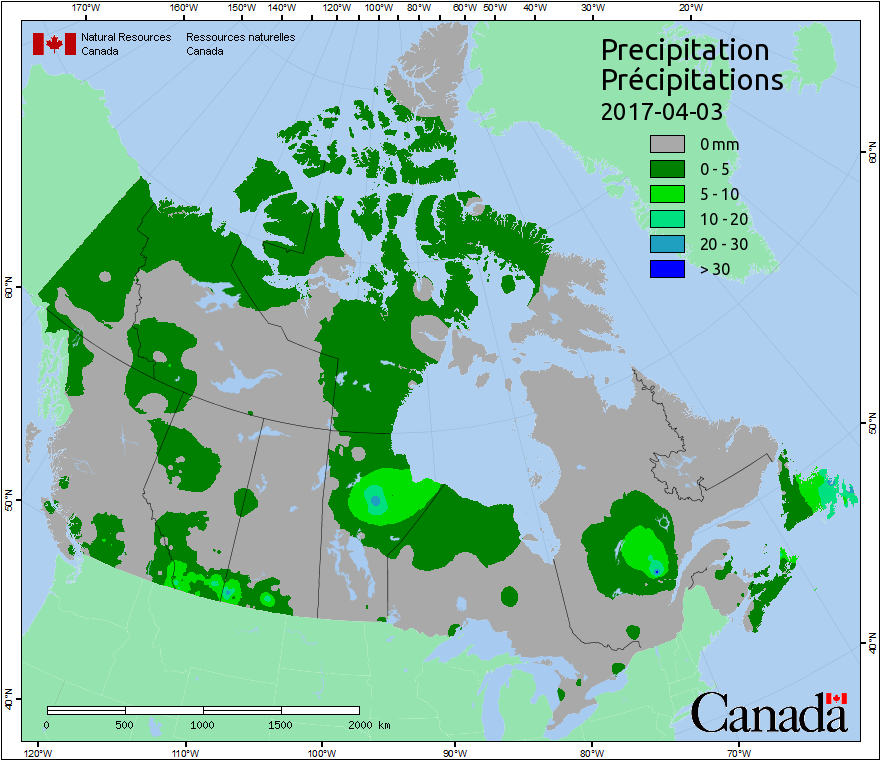 170°W 160°W 150°W 140°W 120°W 100°W 80°W 60°W 50°W 40°W 30°W 20°W
Natural Resources Ressources naturelles
Canada Canada
Precipitation
Précipitations
2017-04-03
0 mm
0 - 5
5 - 10
10 - 20
20 - 30
> 30
60°N
60°N
50°N
50°N
40°N
40°N
Canada
0 500 1000 1500 2000 km
120°W 110°W 100°W 90°W 80°W 70°W